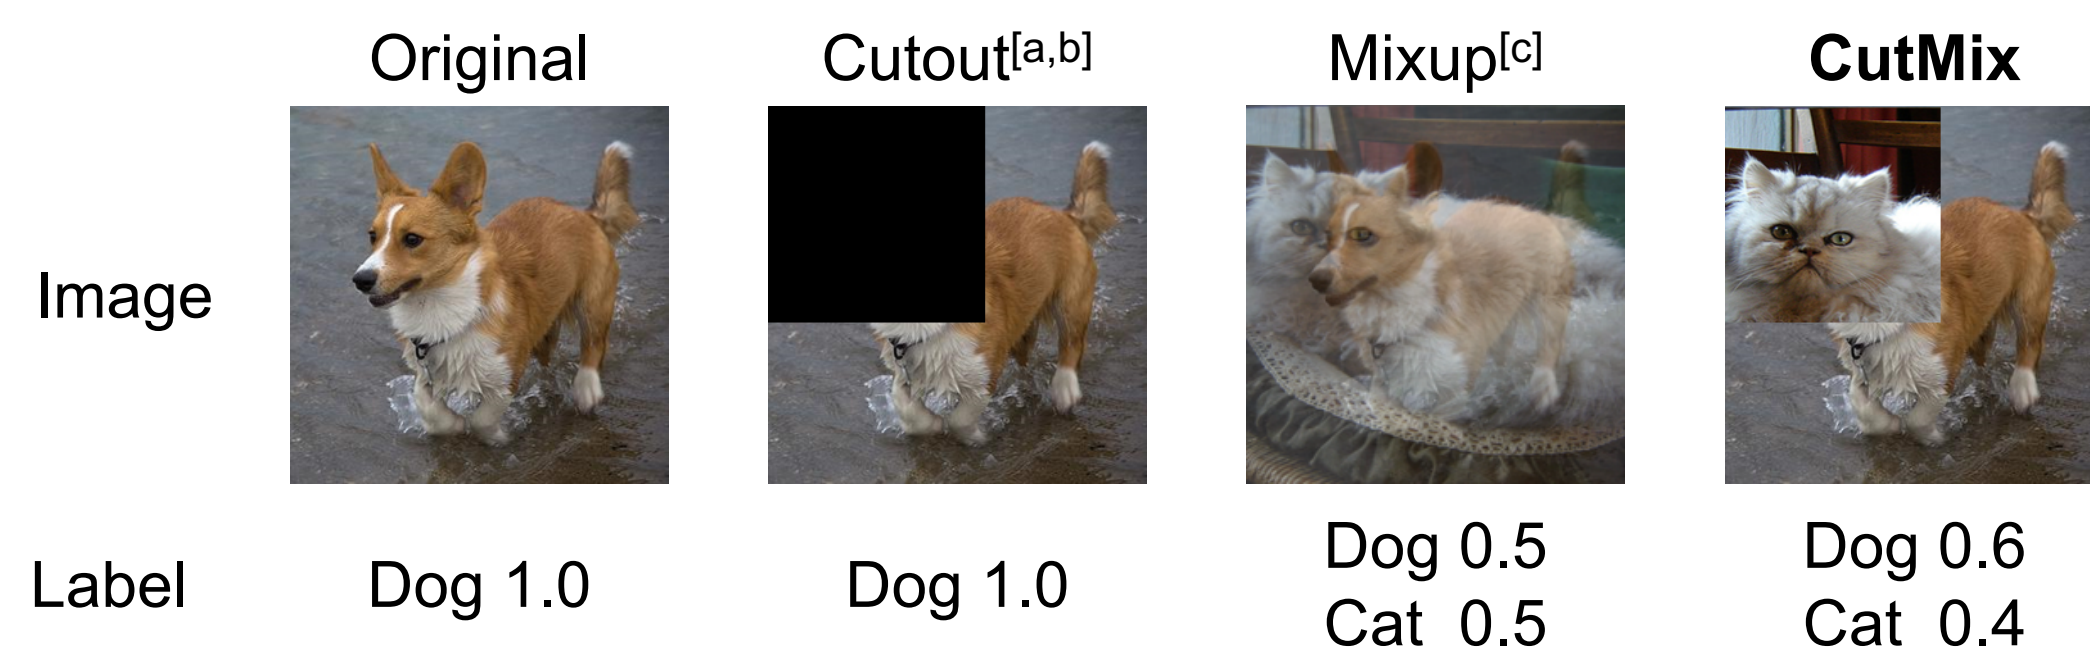 Original Cutout[a,b] Mixup[c] CutMix
Image
Label Dog 1.0 Dog 1.0 Dog 0.5 Dog 0.6
Cat 0.5 Cat 0.4